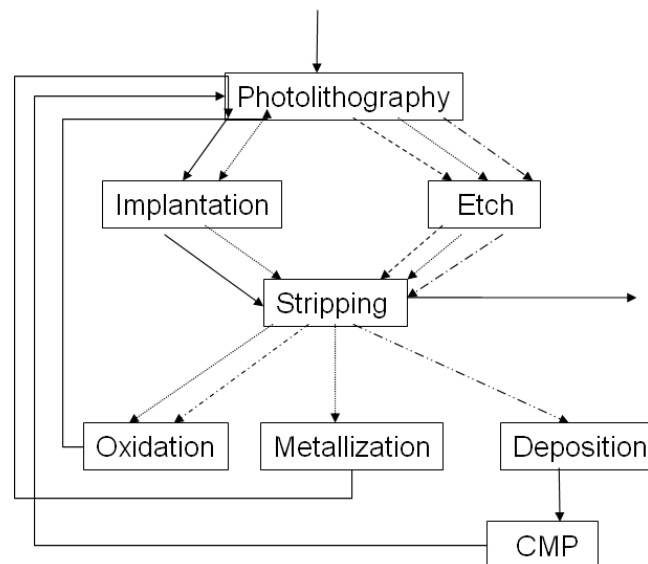 Photolithography
Implantation
Etch
Stripping
Oxidation
Metallization
Deposition
CMP